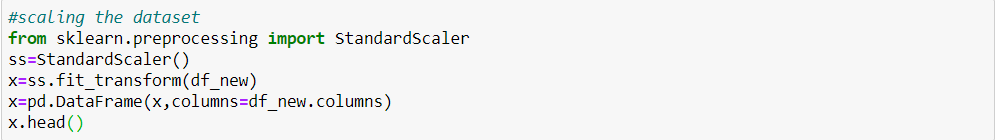 #scaling the dataset
from sklearn.preprocessing import StandardScaler
ss=StandardScaler()
x=ss.fit_transform(df_new)
x=pd.DataFrame(x,columns=df_new.columns)
x.head()